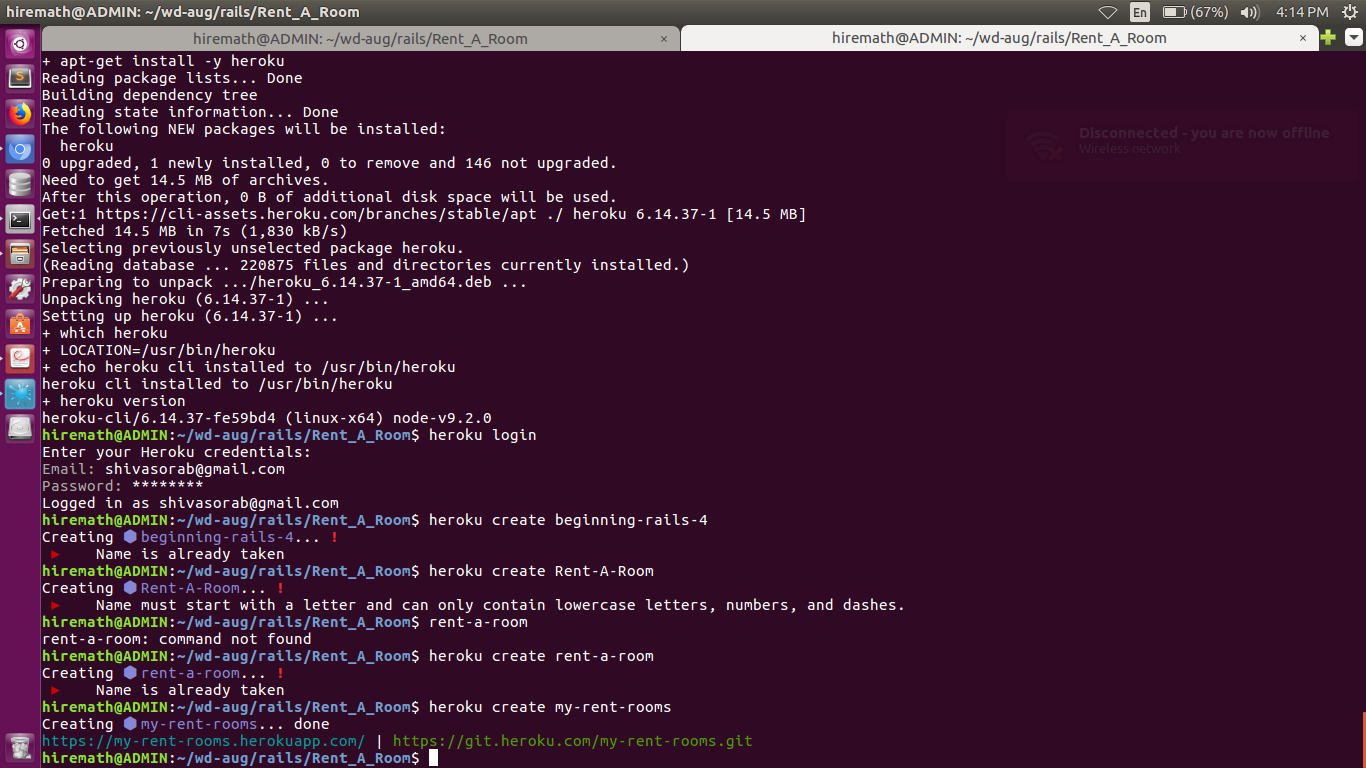 hiremath@ADMIN: ~/wd-aug/rails/Rent_A_Room
En
(67%)
4:14 PM
hiremath@ADMIN: ~/wd-aug/rails/Rent_A_Room ×
hiremath@ADMIN: ~/wd-aug/rails/Rent_A_Room ×
+ apt-get install -y heroku
Reading package lists... Done
Building dependency tree
Reading state information... Done
The following NEW packages will be installed:
heroku
0 upgraded, 1 newly installed, 0 to remove and 146 not upgraded.
Need to get 14.5 MB of archives.
After this operation, 0 B of additional disk space will be used.
Get:1 https://cli-assets.heroku.com/branches/stable/apt ./ heroku 6.14.37-1 [14.5 MB]
Fetched 14.5 MB in 7s (1,830 kB/s)
Selecting previously unselected package heroku.
(Reading database ... 220875 files and directories currently installed.)
Preparing to unpack .../heroku_6.14.37-1_amd64.deb ...
Unpacking heroku (6.14.37-1) ...
Setting up heroku (6.14.37-1) ...
+ which heroku
+ LOCATION=/usr/bin/heroku
+ echo heroku cli installed to /usr/bin/heroku
heroku cli installed to /usr/bin/heroku
+ heroku version
heroku-cli/6.14.37-fe59bd4 (linux-x64) node-v9.2.0
hiremath@ADMIN:~/wd-aug/rails/Rent_A_Room$ heroku login
Enter your Heroku credentials:
Email: shivasorab@gmail.com
Password: ********
Logged in as shivasorab@gmail.com
hiremath@ADMIN:~/wd-aug/rails/Rent_A_Room$ heroku create beginning-rails-4
Creating ⬢ beginning-rails-4... !
▸ Name is already taken
hiremath@ADMIN:~/wd-aug/rails/Rent_A_Room$ heroku create Rent-A-Room
Creating ⬢ Rent-A-Room... !
▸ Name must start with a letter and can only contain lowercase letters, numbers, and dashes.
hiremath@ADMIN:~/wd-aug/rails/Rent_A_Room$ rent-a-room
rent-a-room: command not found
hiremath@ADMIN:~/wd-aug/rails/Rent_A_Room$ heroku create rent-a-room
Creating ⬢ rent-a-room... !
▸ Name is already taken
hiremath@ADMIN:~/wd-aug/rails/Rent_A_Room$ heroku create my-rent-rooms
Creating ⬢ my-rent-rooms... done
https://my-rent-rooms.herokuapp.com/ | https://git.heroku.com/my-rent-rooms.git
hiremath@ADMIN:~/wd-aug/rails/Rent_A_Room$
Disconnected - you are now offline
Wireless network